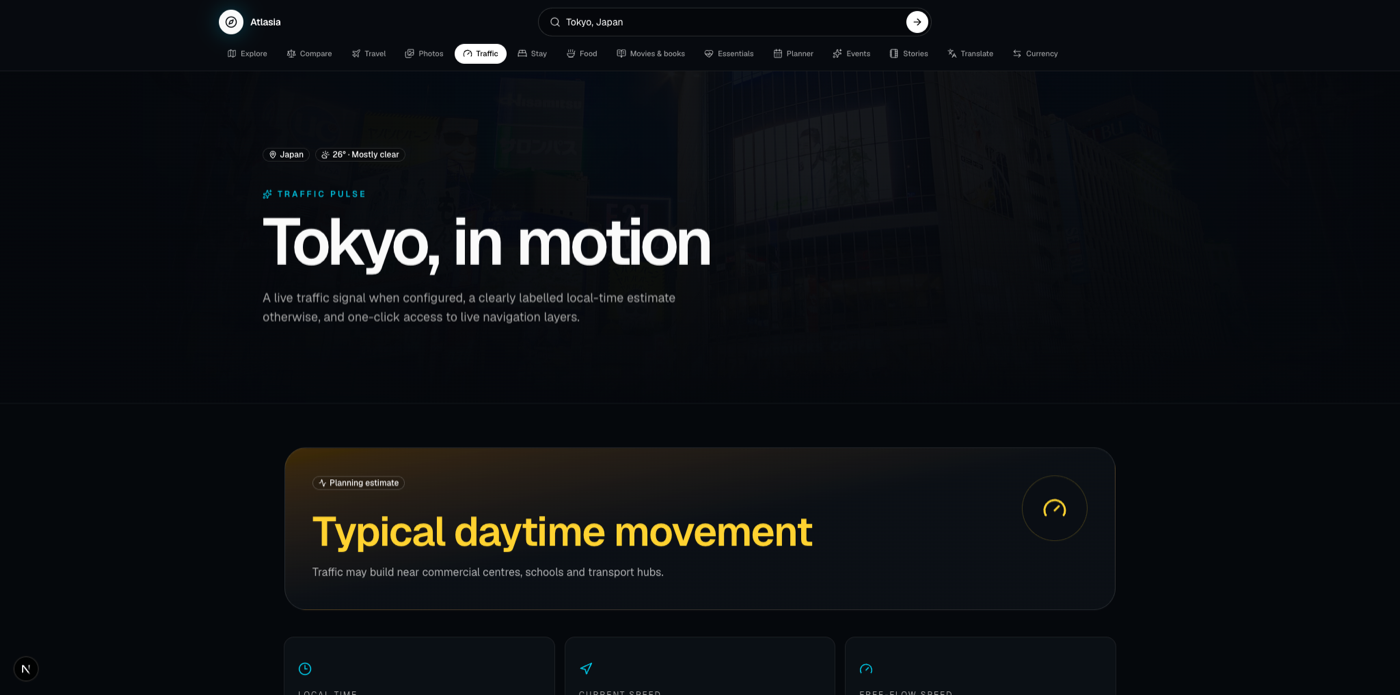 Atlasia
Tokyo, Japan
Explore
Compare
Travel
Photos
Traffic
Stay
Food
Movies & books
Essentials
Planner
Events
Stories
Translate
Currency
Japan
26° · Mostly clear
TRAFFIC PULSE
Tokyo, in motion
A live traffic signal when configured, a clearly labelled local-time estimate
otherwise, and one-click access to live navigation layers.
Planning estimate
Typical daytime movement
Traffic may build near commercial centres, schools and transport hubs.
N
LOCAL TIME
CURRENT SPEED
FREE-FLOW SPEED